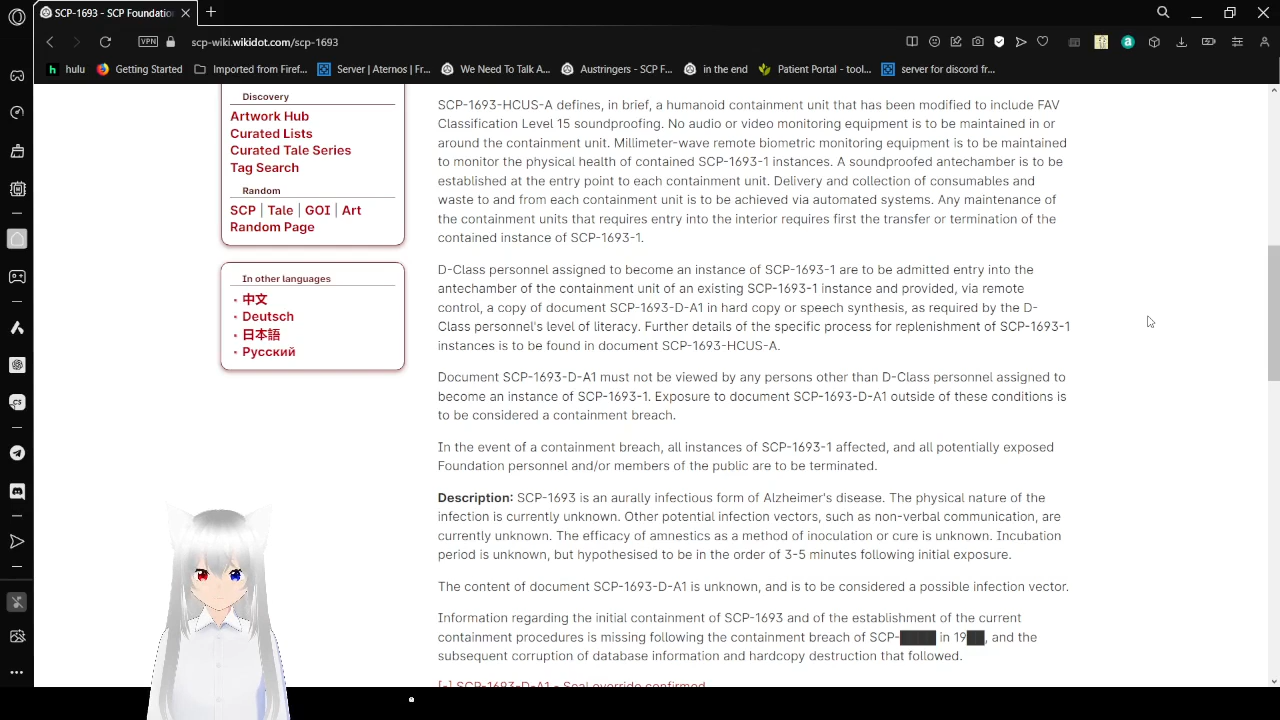 SCP-1693 - SCP Foundation
scp-wiki.wikidot.com/scp-1693
VPN
hulu
Getting Started
Imported from Firef...
Server | Aternos | Fr...
We Need To Talk A...
Austringers - SCP F...
in the end
Patient Portal - tool...
server for discord fr...
Discovery
Artwork Hub
Curated Lists
Curated Tale Series
Tag Search
Random
SCP | Tale | GOI | Art
Random Page
In other languages
中文
Deutsch
日本語
Русский
SCP-1693-HCUS-A defines, in brief, a humanoid containment unit that has been modified to include FAV
Classification Level 15 soundproofing. No audio or video monitoring equipment is to be maintained in or
around the containment unit. Millimeter-wave remote biometric monitoring equipment is to be maintained
to monitor the physical health of contained SCP-1693-1 instances. A soundproofed antechamber is to be
established at the entry point to each containment unit. Delivery and collection of consumables and
waste to and from each containment unit is to be achieved via automated systems. Any maintenance of
the containment units that requires entry into the interior requires first the transfer or termination of the
contained instance of SCP-1693-1.
D-Class personnel assigned to become an instance of SCP-1693-1 are to be admitted entry into the
antechamber of the containment unit of an existing SCP-1693-1 instance and provided, via remote
control, a copy of document SCP-1693-D-A1 in hard copy or speech synthesis, as required by the D-
Class personnel's level of literacy. Further details of the specific process for replenishment of SCP-1693-1
instances is to be found in document SCP-1693-HCUS-A.
Document SCP-1693-D-A1 must not be viewed by any persons other than D-Class personnel assigned to
become an instance of SCP-1693-1. Exposure to document SCP-1693-D-A1 outside of these conditions is
to be considered a containment breach.
In the event of a containment breach, all instances of SCP-1693-1 affected, and all potentially exposed
Foundation personnel and/or members of the public are to be terminated.
Description: SCP-1693 is an aurally infectious form of Alzheimer's disease. The physical nature of the
infection is currently unknown. Other potential infection vectors, such as non-verbal communication, are
currently unknown. The efficacy of amnestics as a method of inoculation or cure is unknown. Incubation
period is unknown, but hypothesised to be in the order of 3-5 minutes following initial exposure.
The content of document SCP-1693-D-A1 is unknown, and is to be considered a possible infection vector.
Information regarding the initial containment of SCP-1693 and of the establishment of the current
containment procedures is missing following the containment breach of SCP-████ in 19██, and the
subsequent corruption of database information and hardcopy destruction that followed.
[-] SCP-1693-D-A1 - Seal override confirmed